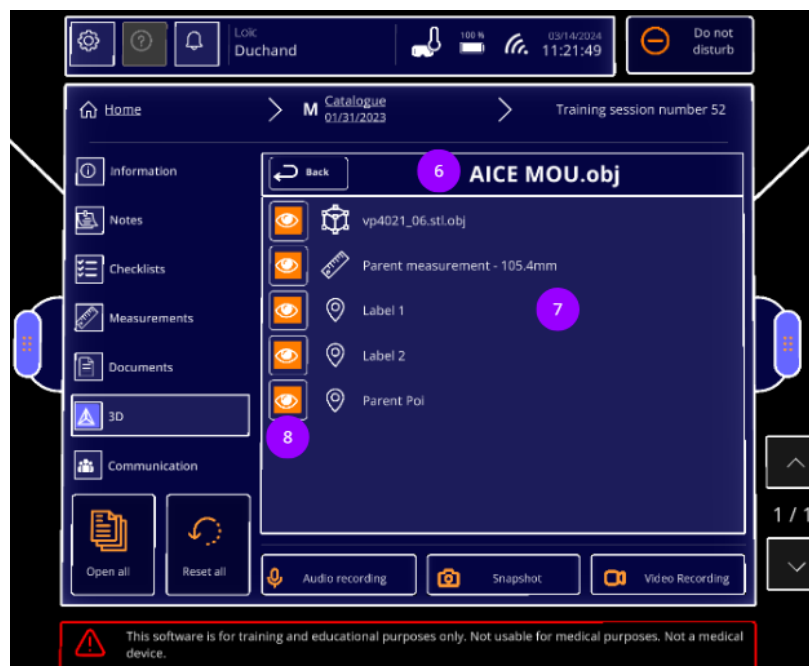 Loïc
Duchand
100 %
03/14/2024
11:21:49
Do not
disturb
Home
M Catalogue
01/31/2023
Training session number 52
Information
Notes
Checklists
Measurements
Documents
3D
Communication
Open all
Reset all
Back
6
AICE MOU.obj
vp4021_06.stl.obj
Parent measurement - 105.4mm
Label 1
7
Label 2
Parent Poi
8
1 / 1
Audio recording
Snapshot
Video Recording
This software is for training and educational purposes only. Not usable for medical purposes. Not a medical
device.